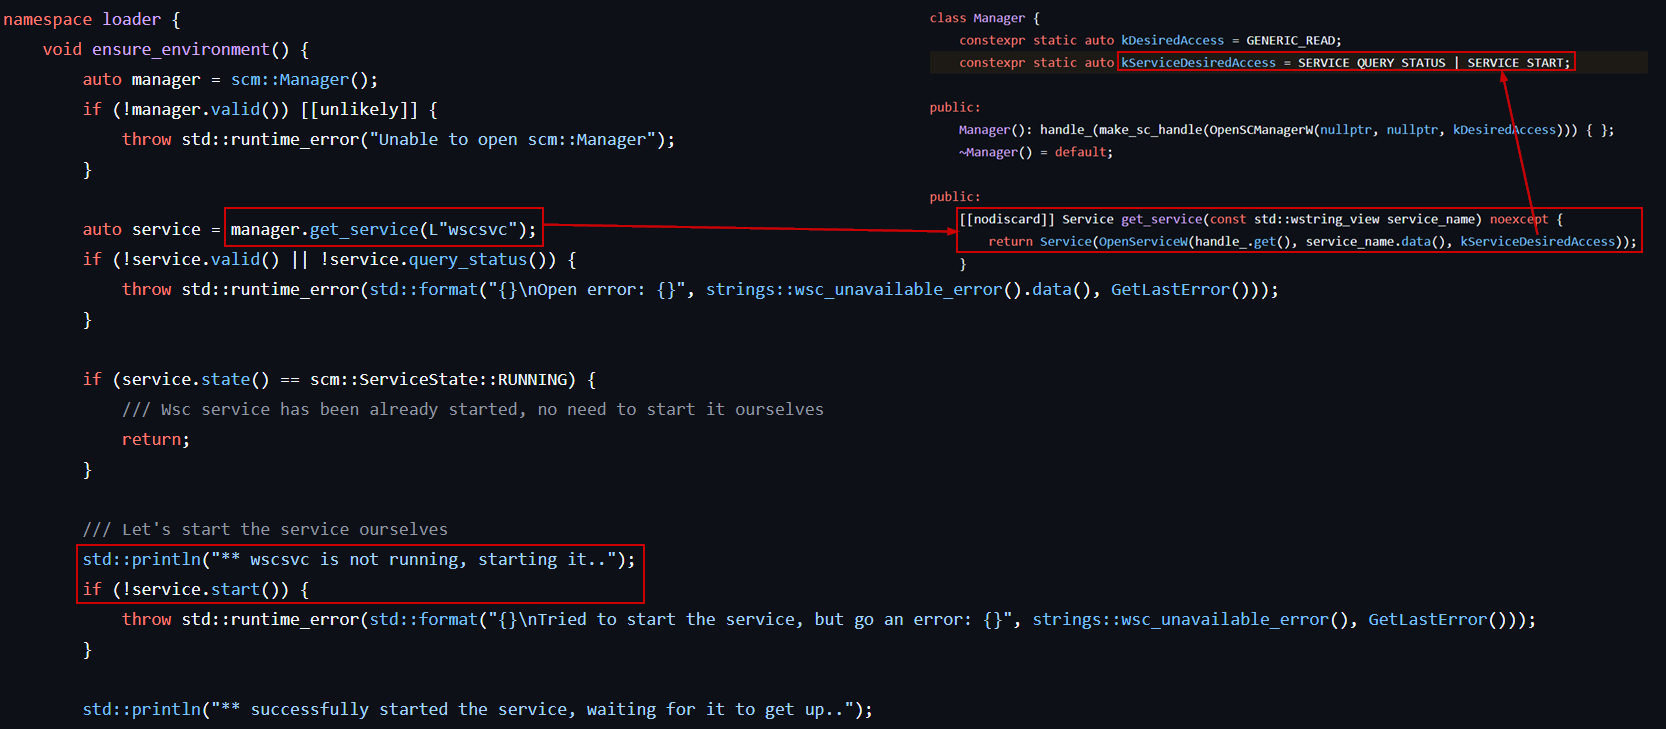 namespace loader {
void ensure_environment() {
auto manager = scm::Manager();
if (!manager.valid()) [[unlikely]] {
throw std::runtime_error("Unable to open scm::Manager");
}
auto service = manager.get_service(L"wscsvc");
if (!service.valid() || !service.query_status()) {
throw std::runtime_error(std::format("{}\nOpen error: {}", strings::wsc_unavailable_error().data(), GetLastError()));
}
if (service.state() == scm::ServiceState::RUNNING) {
/// Wsc service has been already started, no need to start it ourselves
return;
}
/// Let's start the service ourselves
std::println("** wscsvc is not running, starting it..");
if (!service.start()) {
throw std::runtime_error(std::format("{}\nTried to start the service, but go an error: {}", strings::wsc_unavailable_error(), GetLastError()));
}
std::println("** successfully started the service, waiting for it to get up..");
class Manager {
constexpr static auto kDesiredAccess = GENERIC_READ;
constexpr static auto kServiceDesiredAccess = SERVICE_QUERY_STATUS | SERVICE_START;
public:
Manager(): handle_(make_sc_handle(OpenSCManagerW(nullptr, nullptr, kDesiredAccess))) { };
~Manager() = default;
public:
[[nodiscard]] Service get_service(const std::wstring_view service_name) noexcept {
return Service(OpenServiceW(handle_.get(), service_name.data(), kServiceDesiredAccess));
}